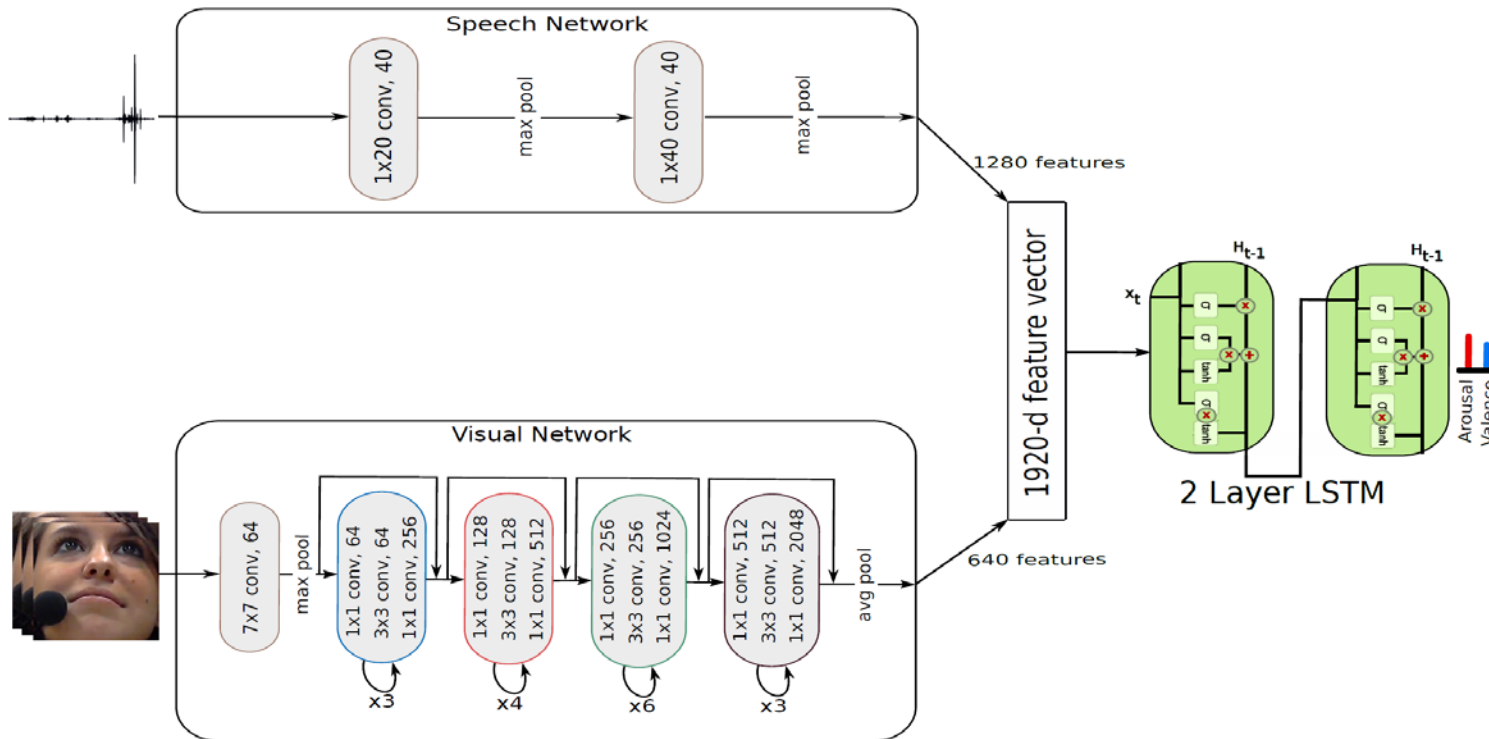 Speech Network
1x20 conv, 40
max pool
1x40 conv, 40
max pool
1280 features
1920-d feature vector
H t-1
x t
σ
σ
tanh
σ
tanh
H t-1
σ
σ
tanh
σ
tanh
Arousal
Valence
2 Layer LSTM
Visual Network
7x7 conv, 64
max pool
1x1 conv, 64
3x3 conv, 64
1x1 conv, 256
x3
1x1 conv, 128
3x3 conv, 128
1x1 conv, 512
x4
1x1 conv, 256
3x3 conv, 256
1x1 conv, 1024
x6
1x1 conv, 512
3x3 conv, 512
1x1 conv, 2048
x3
avg pool
640 features